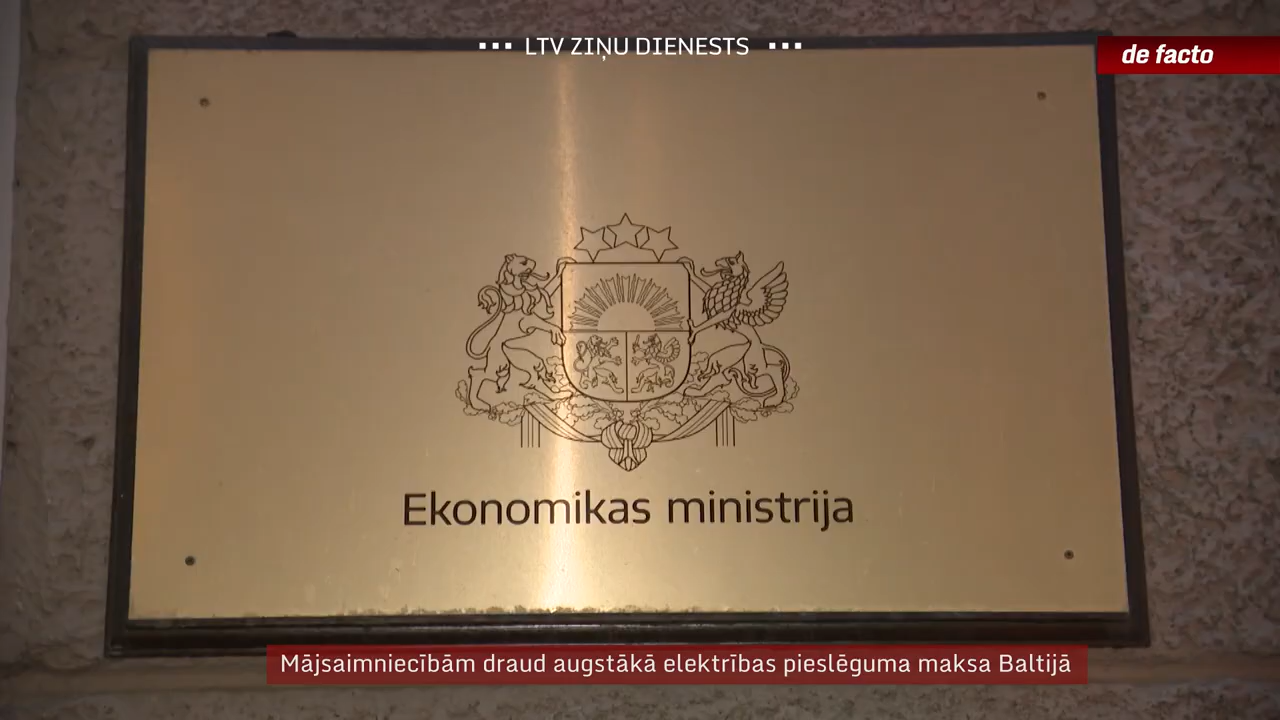 ▪▪▪ LTV ZIŅU DIENESTS ▪▪▪
de facto
Ekonomikas ministrija
Mājsaimniecībām draud augstākā elektrības pieslēguma maksa Baltijā